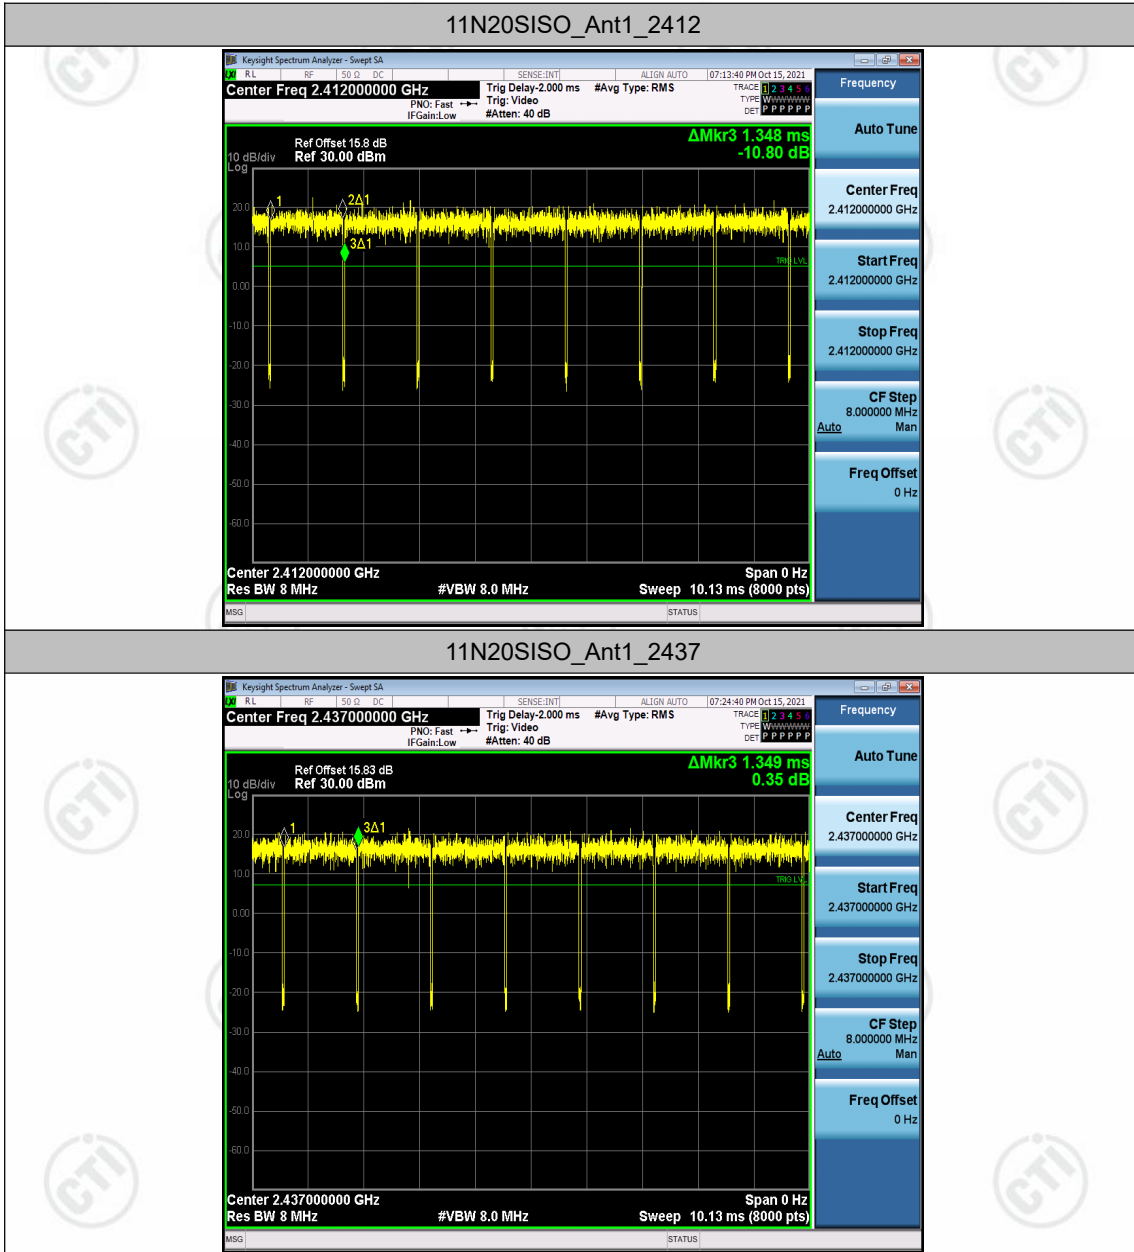 11N20SISO_Ant1_2412
Keysight Spectrum Analyzer - Swept SA
LXI RL RF 50 Ω DC SENSE:INT ALIGN AUTO 07:13:40 PM Oct 15, 2021
Center Freq 2.412000000 GHz
Trig Delay-2.000 ms #Avg Type: RMS
TRACE 1 2 3 4 5 6
PNO: Fast Trig: Video
TYPE WWWWWW
IFGain:Low #Atten: 40 dB
DET P P P P P P
Frequency
Auto Tune
Ref Offset 15.8 dB
ΔMkr3 1.348 ms
10 dB/div Ref 30.00 dBm
-10.80 dB
Log
20.0
10.0
0.00
-10.0
-20.0
-30.0
-40.0
-50.0
-60.0
1
2Δ1
3Δ1
TRIG LVL
Center Freq
2.412000000 GHz
Start Freq
2.412000000 GHz
Stop Freq
2.412000000 GHz
CF Step
8.000000 MHz
Auto Man
Freq Offset
0 Hz
Center 2.412000000 GHz Span 0 Hz
Res BW 8 MHz #VBW 8.0 MHz Sweep 10.13 ms (8000 pts)
MSG STATUS
11N20SISO_Ant1_2437
Keysight Spectrum Analyzer - Swept SA
LXI RL RF 50 Ω DC SENSE:INT ALIGN AUTO 07:24:40 PM Oct 15, 2021
Center Freq 2.437000000 GHz
Trig Delay-2.000 ms #Avg Type: RMS
TRACE 1 2 3 4 5 6
PNO: Fast Trig: Video
TYPE WWWWWW
IFGain:Low #Atten: 40 dB
DET P P P P P P
Frequency
Auto Tune
Ref Offset 15.83 dB
ΔMkr3 1.349 ms
10 dB/div Ref 30.00 dBm
0.35 dB
Log
20.0
10.0
0.00
-10.0
-20.0
-30.0
-40.0
-50.0
-60.0
1
3Δ1
TRIG LVL
Center Freq
2.437000000 GHz
Start Freq
2.437000000 GHz
Stop Freq
2.437000000 GHz
CF Step
8.000000 MHz
Auto Man
Freq Offset
0 Hz
Center 2.437000000 GHz Span 0 Hz
Res BW 8 MHz #VBW 8.0 MHz Sweep 10.13 ms (8000 pts)
MSG STATUS
CTI
CTI
CTI
CTI
CTI
CTI
CTI
CTI